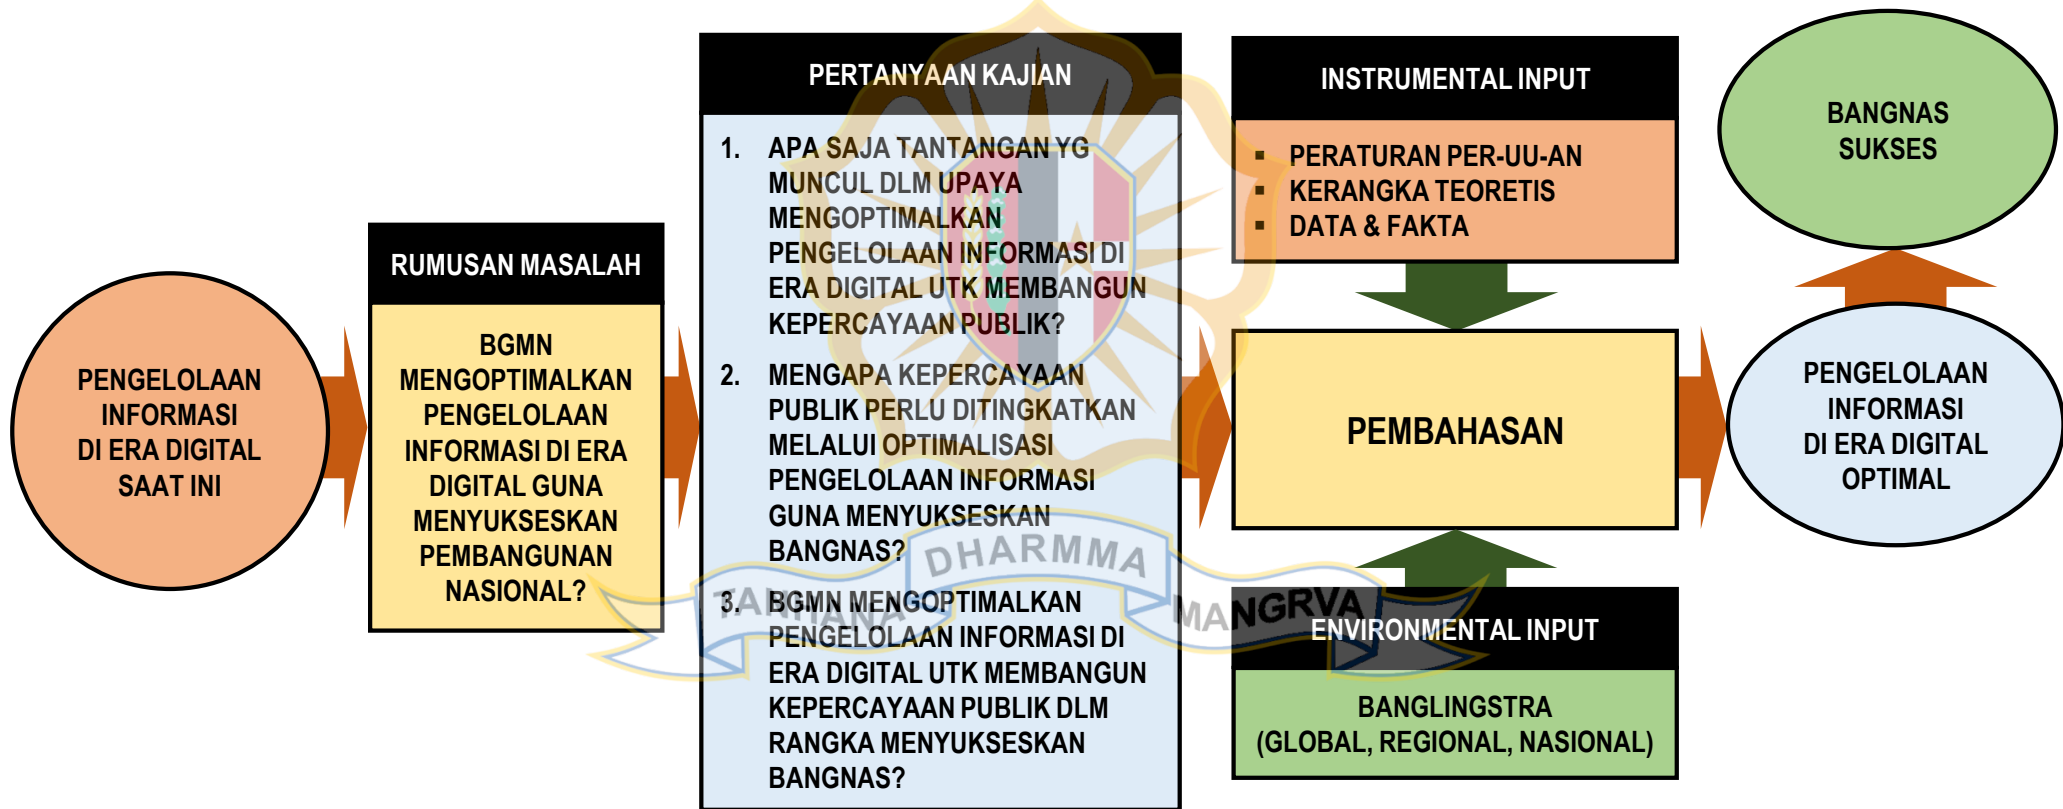 PENGELOLAAN
INFORMASI
DI ERA DIGITAL
SAAT INI
RUMUSAN MASALAH
BGMN
MENGOPTIMALKAN
PENGELOLAAN
INFORMASI DI ERA
DIGITAL GUNA
MENYUKSESKAN
PEMBANGUNAN
NASIONAL?
PERTANYAAN KAJIAN
1. APA SAJA TANTANGAN YG
MUNCUL DLM UPAYA
MENGOPTIMALKAN
PENGELOLAAN INFORMASI DI
ERA DIGITAL UTK MEMBANGUN
KEPERCAYAAN PUBLIK?
2. MENGAPA KEPERCAYAAN
PUBLIK PERLU DITINGKATKAN
MELALUI OPTIMALISASI
PENGELOLAAN INFORMASI
GUNA MENYUKSESKAN
BANGNAS?
3. BGMN MENGOPTIMALKAN
PENGELOLAAN INFORMASI DI
ERA DIGITAL UTK MEMBANGUN
KEPERCAYAAN PUBLIK DLM
RANGKA MENYUKSESKAN
BANGNAS?
TANHANA DHARMMA MANGRVA
INSTRUMENTAL INPUT
▪ PERATURAN PER-UU-AN
▪ KERANGKA TEORETIS
▪ DATA & FAKTA
PEMBAHASAN
ENVIRONMENTAL INPUT
BANGLINGSTRA
(GLOBAL, REGIONAL, NASIONAL)
BANGNAS
SUKSES
PENGELOLAAN
INFORMASI
DI ERA DIGITAL
OPTIMAL